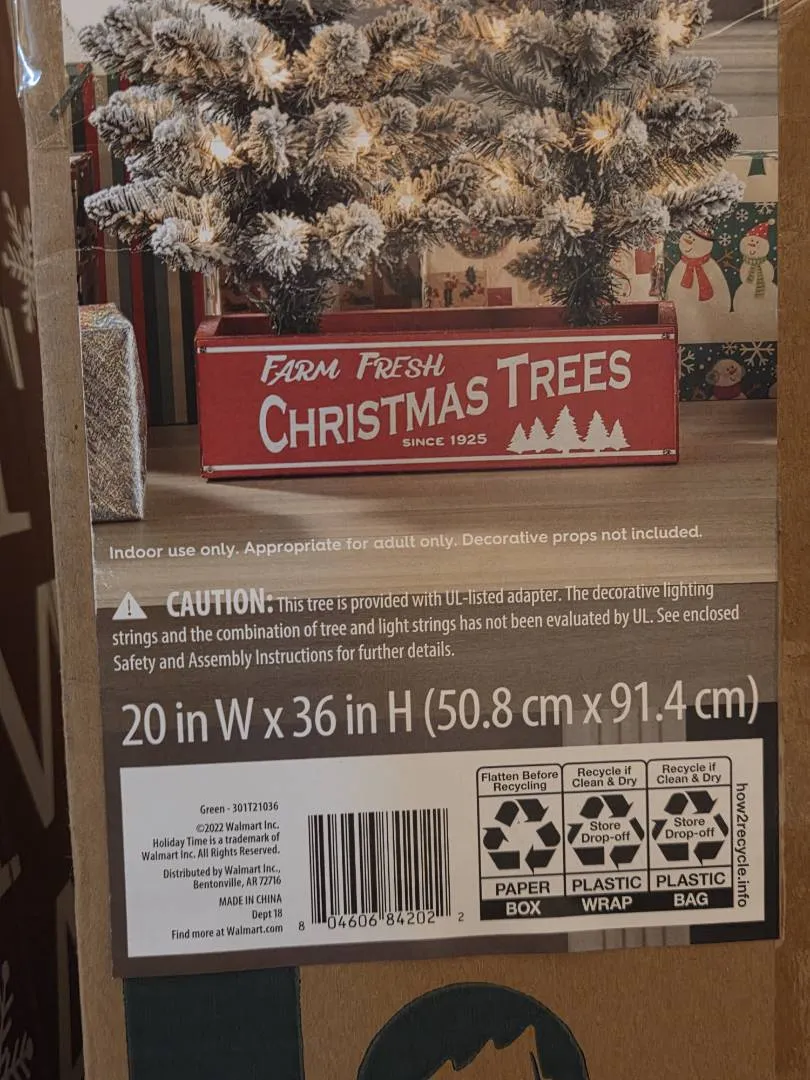 FARM FRESH
CHRISTMAS TREES
SINCE 1925
Indoor use only. Appropriate for adult only. Decorative props not included.
CAUTION: This tree is provided with UL-listed adapter. The decorative lighting
strings and the combination of tree and light strings has not been evaluated by UL. See enclosed
Safety and Assembly Instructions for further details.
20 in W x 36 in H (50.8 cm x 91.4 cm)
Green - 301T21036
©2022 Walmart Inc.
Holiday Time is a trademark of
Walmart Inc. All Rights Reserved.
Distributed by Walmart Inc.,
Bentonville, AR 72716
MADE IN CHINA
Dept 18
Find more at Walmart.com
8 04606 84202 2
Flatten Before
Recycling
PAPER
BOX
Recycle if
Clean & Dry
Store
Drop-off
PLASTIC
WRAP
Recycle if
Clean & Dry
Store
Drop-off
PLASTIC
BAG
how2recycle.info